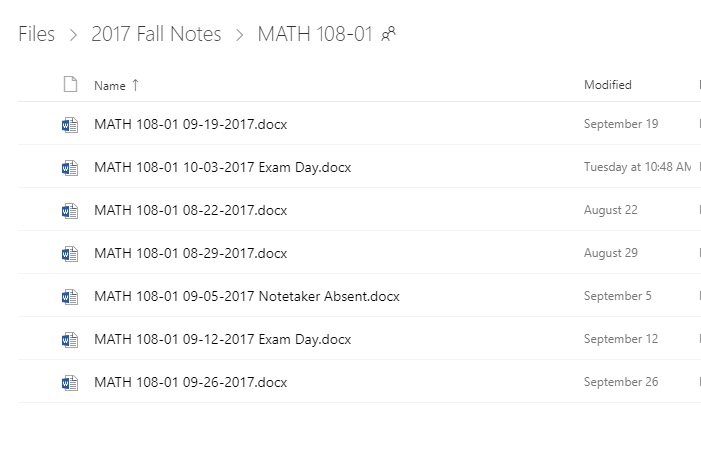 Files > 2017 Fall Notes > MATH 108-01
Name ↑ Modified
MATH 108-01 09-19-2017.docx September 19
MATH 108-01 10-03-2017 Exam Day.docx Tuesday at 10:48 AM
MATH 108-01 08-22-2017.docx August 22
MATH 108-01 08-29-2017.docx August 29
MATH 108-01 09-05-2017 Notetaker Absent.docx September 5
MATH 108-01 09-12-2017 Exam Day.docx September 12
MATH 108-01 09-26-2017.docx September 26